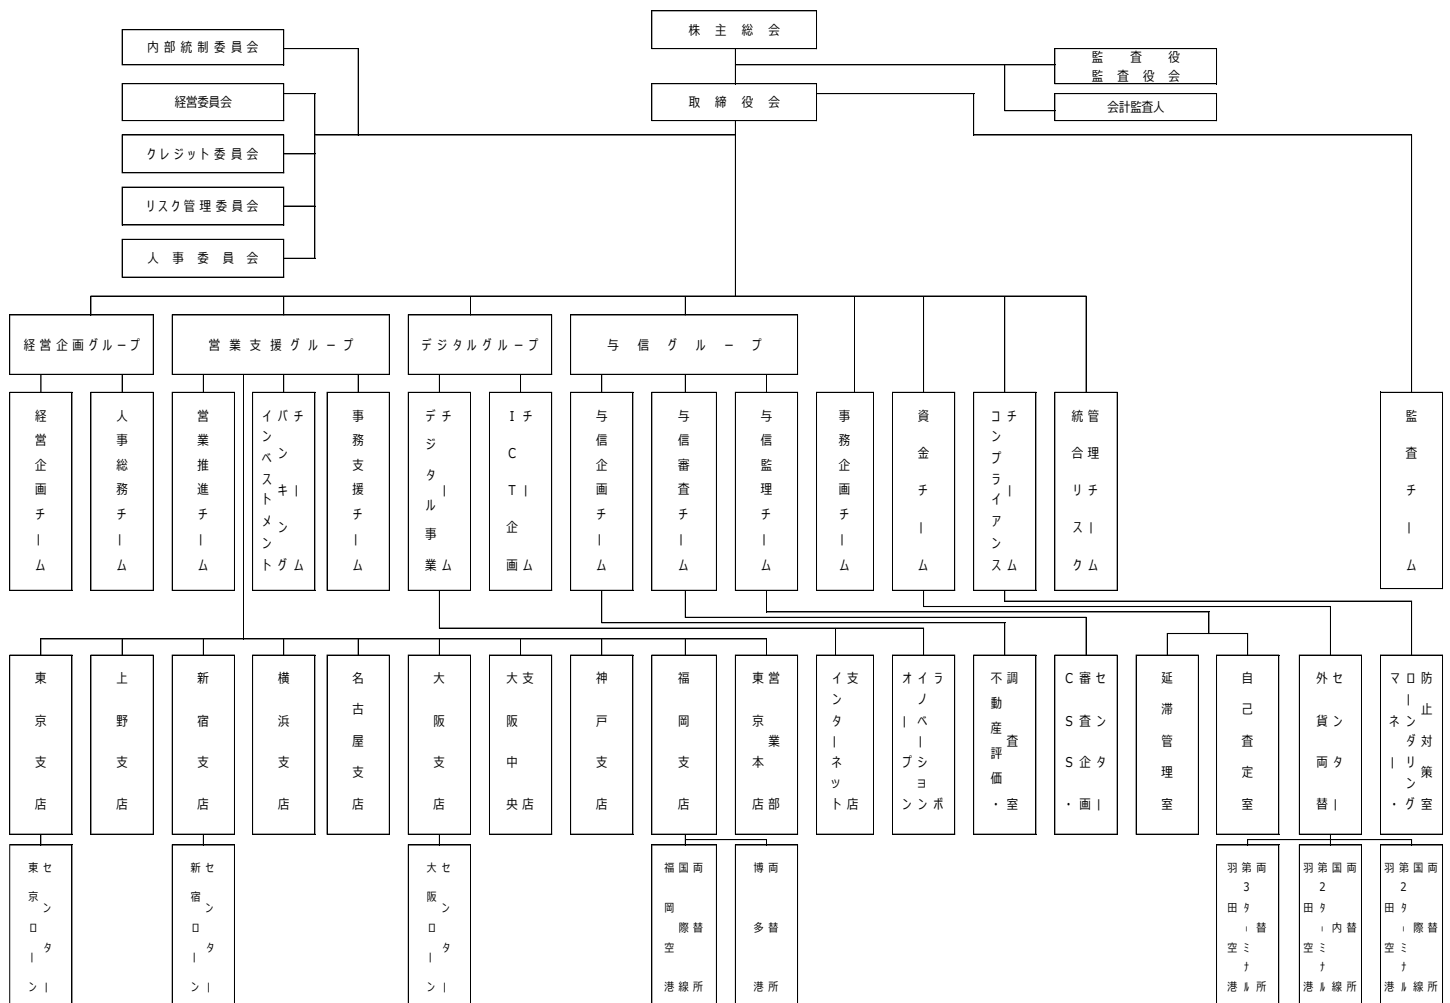 株主総会
内部統制委員会
監査役
監査役会
経営委員会
取締役会
会計監査人
クレジット委員会
リスク管理委員会
人事委員会
経営企画グループ
営業支援グループ
デジタルグループ
与信グループ
経営企画チーム
人事総務チーム
営業推進チーム
インベストメント
バンキング
チーム
事務支援チーム
デジタル事業
チーム
ICT企画
チーム
与信企画チーム
与信審査チーム
与信監理チーム
事務企画チーム
資金チーム
コンプライアンス
チーム
統合リスク
管理チーム
監査チーム
東京支店
上野支店
新宿支店
横浜支店
名古屋支店
大阪支店
大阪中央
支店
神戸支店
福岡支店
東京本店
営業部
インターネット
支店
オープン
イノベーション
ラボ
不動産評価・
調査室
CSS・
審査企画
センター
延滞管理室
自己査定室
外貨両替
センター
マネー・
ローンダリング
防止対策室
東京ローン
センター
新宿ローン
センター
大阪ローン
センター
福岡空港
国際線
両替所
博多港
両替所
羽田空港
第3ターミナル
両替所
羽田空港
第2ターミナル
国内線
両替所
羽田空港
第2ターミナル
国際線
両替所